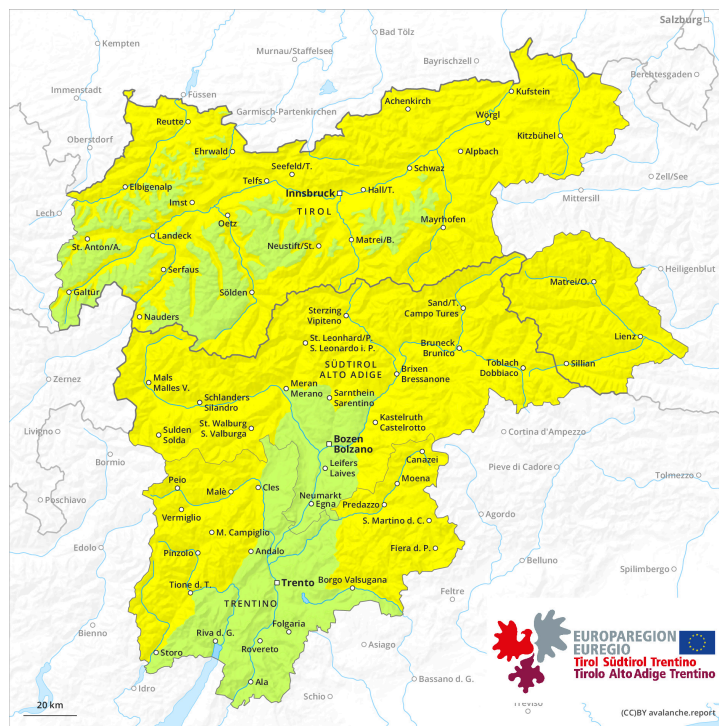 Salzburg
Kempten
Bad Tölz
Murnau/Staffelsee
Bayrischzell
Berchtesgaden
Immenstadt
Füssen
Garmisch-Partenkirchen
Achenkirch
Kufstein
Wörgl
Reutte
Oberstdorf
Ehrwald
Kitzbühel
Alpbach
Seefeld/T.
Schwaz
Telfs
Zell/See
Elbigenalp
Innsbruck
Hall/T.
Mittersill
Imst
TIROL
Lech
Oetz
Mayrhofen
Landeck
St. Anton/A.
Neustift/St.
Matrei/B.
Serfaus
Heiligenblut
Galtür
Sölden
Matrei/O.
Nauders
Sterzing
Vipiteno
Sand/T.
Campo Tures
Lienz
St. Leonhard/P.
S. Leonardo i. P.
Bruneck
Brunico
Toblach
Dobbiaco
Sillian
SÜDTIROL
ALTO ADIGE
Brixen
Bressanone
Zernez
Mals
Malles V.
Meran
Merano
Sarnthein
Sarentino
Schlanders
Silandro
St. Walburg
S. Valburga
Kastelruth
Castelrotto
Livigno
Sulden
Solda
Bozen
Bolzano
Cortina d'Ampezzo
Bormio
Canazei
Pieve di Cadore
Leifers
Laives
Tolmezzo
Peio
Malè
Cles
Moena
Poschiavo
Neumarkt
Egna
Predazzo
Vermiglio
Agordo
S. Martino d. C.
M. Campiglio
Edolo
Pinzolo
Andalo
Fiera d. P.
Belluno
Spilimbergo
Trento
Tione d. T.
Borgo Valsugana
Feltre
TRENTINO
Folgaria
Bienno
Riva d. G.
Rovereto
Storo
Asiago
Idro
Ala
Schio
Bassano d. G.
Treviso
EUROPAREGION
EUREGIO
Tirol Südtirol Trentino
Tirolo Alto Adige Trentino
20 km
(CC)BY avalanche.report